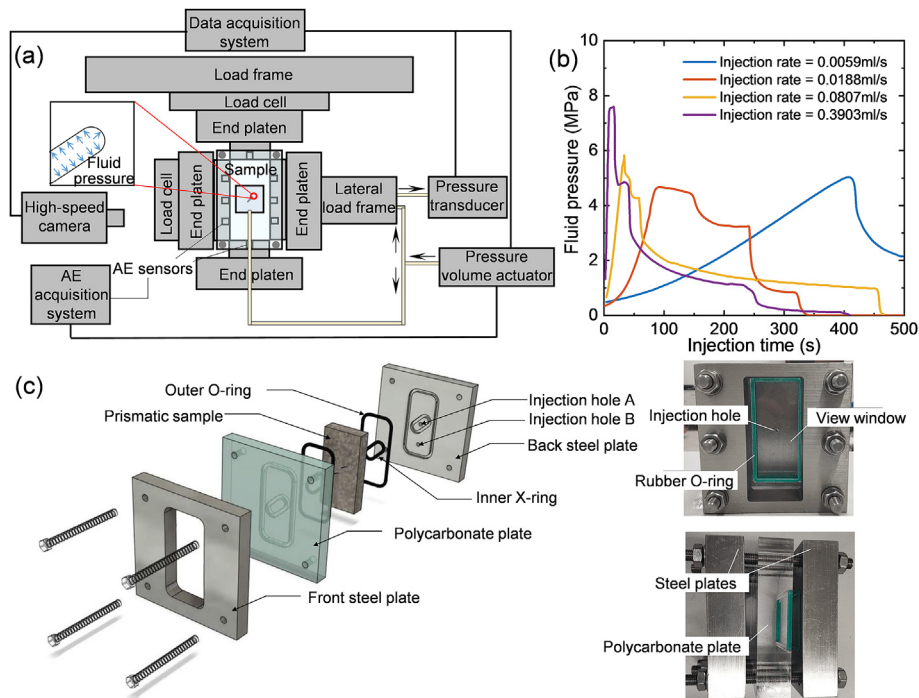 (a)
Data acquisition
system
Load frame
Load cell
End platen
Sample
Fluid
pressure
High-speed
camera
Load cell
End platen
End platen
Lateral
load frame
Pressure
transducer
AE sensors
AE
acquisition
system
End platen
Pressure
volume actuator
(b)
Fluid pressure (MPa)
10
8
6
4
2
0
0
100
200
300
400
500
Injection time (s)
Injection rate = 0.0059ml/s
Injection rate = 0.0188ml/s
Injection rate = 0.0807ml/s
Injection rate = 0.3903ml/s
(c)
Outer O-ring
Prismatic sample
Injection hole A
Injection hole B
Back steel plate
Inner X-ring
Polycarbonate plate
Front steel plate
Injection hole
View window
Rubber O-ring
Steel plates
Polycarbonate plate